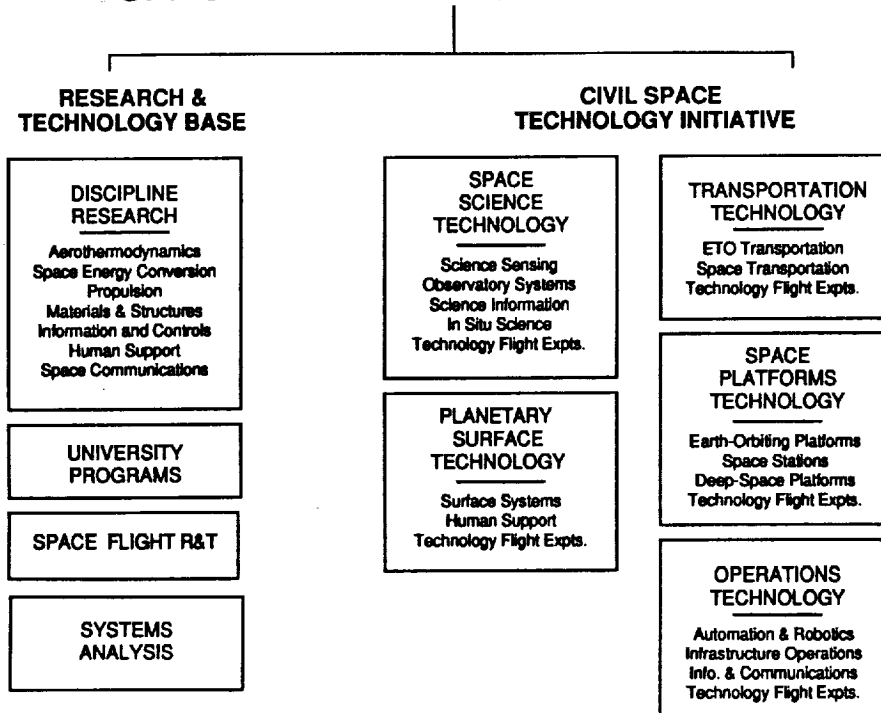 RESEARCH &
TECHNOLOGY BASE
DISCIPLINE
RESEARCH
Aerothermodynamics
Space Energy Conversion
Propulsion
Materials & Structures
Information and Controls
Human Support
Space Communications
UNIVERSITY
PROGRAMS
SPACE FLIGHT R&T
SYSTEMS
ANALYSIS
CIVIL SPACE
TECHNOLOGY INITIATIVE
SPACE
SCIENCE
TECHNOLOGY
Science Sensing
Observatory Systems
Science Information
In Situ Science
Technology Flight Expts.
PLANETARY
SURFACE
TECHNOLOGY
Surface Systems
Human Support
Technology Flight Expts.
TRANSPORTATION
TECHNOLOGY
ETO Transportation
Space Transportation
Technology Flight Expts.
SPACE
PLATFORMS
TECHNOLOGY
Earth-Orbiting Platforms
Space Stations
Deep-Space Platforms
Technology Flight Expts.
OPERATIONS
TECHNOLOGY
Automation & Robotics
Infrastructure Operations
Info. & Communications
Technology Flight Expts.